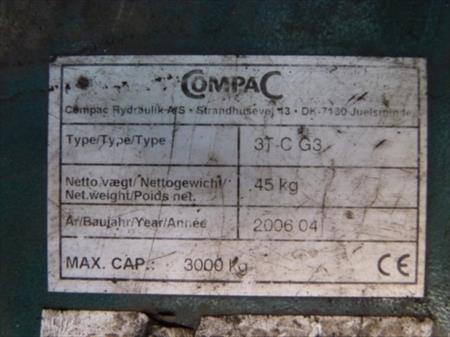 COMPAC
Compac Hydraulik A/S • Strandhusevej 13 • DK-7130 Juelsminde
Type/Type/Type 3T-C G3
Netto.vægt/Nettogewicht/ 45 kg
Net.weight/Poids net.
År/Baujahr/Year/Année 2006 04
MAX. CAP.: 3000 kg CE